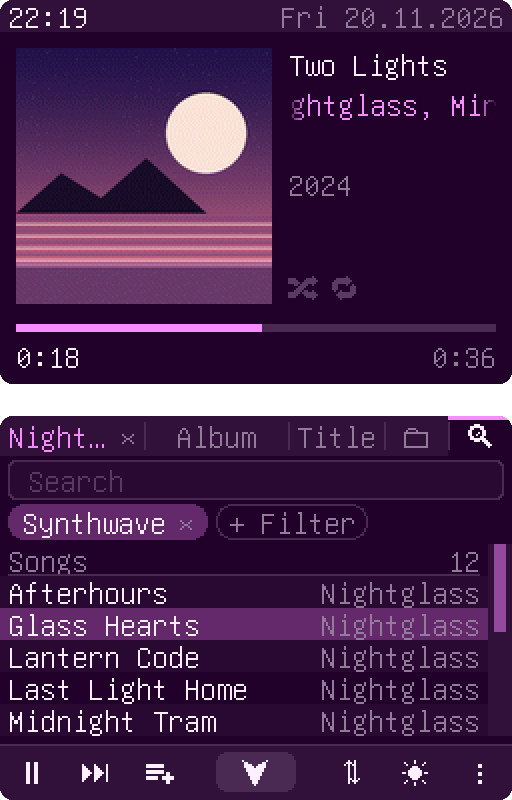 22:19 Fri 20.11.2026
Two Lights
ghtglass, Mir
2024
0:18 0:36
Night… × Album Title
Search
Synthwave × + Filter
Songs 12
Afterhours Nightglass
Glass Hearts Nightglass
Lantern Code Nightglass
Last Light Home Nightglass
Midnight Tram Nightglass